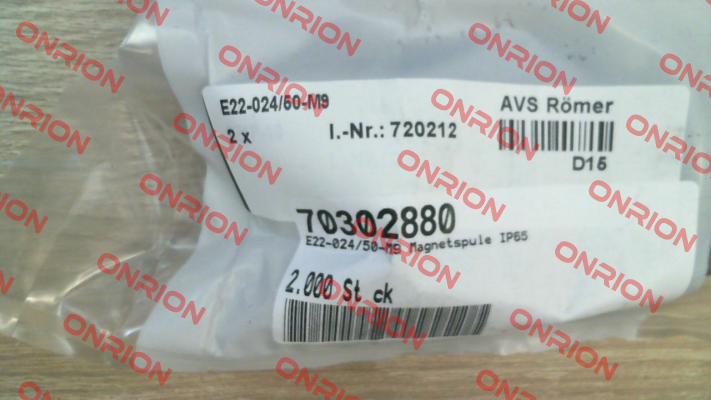 E22-024/50-M9
AVS Römer
2 x
I.-Nr.: 720212
D15
70302880
E22-024/50-M9 Magnetspule IP65
2.000 St ck
ONRION